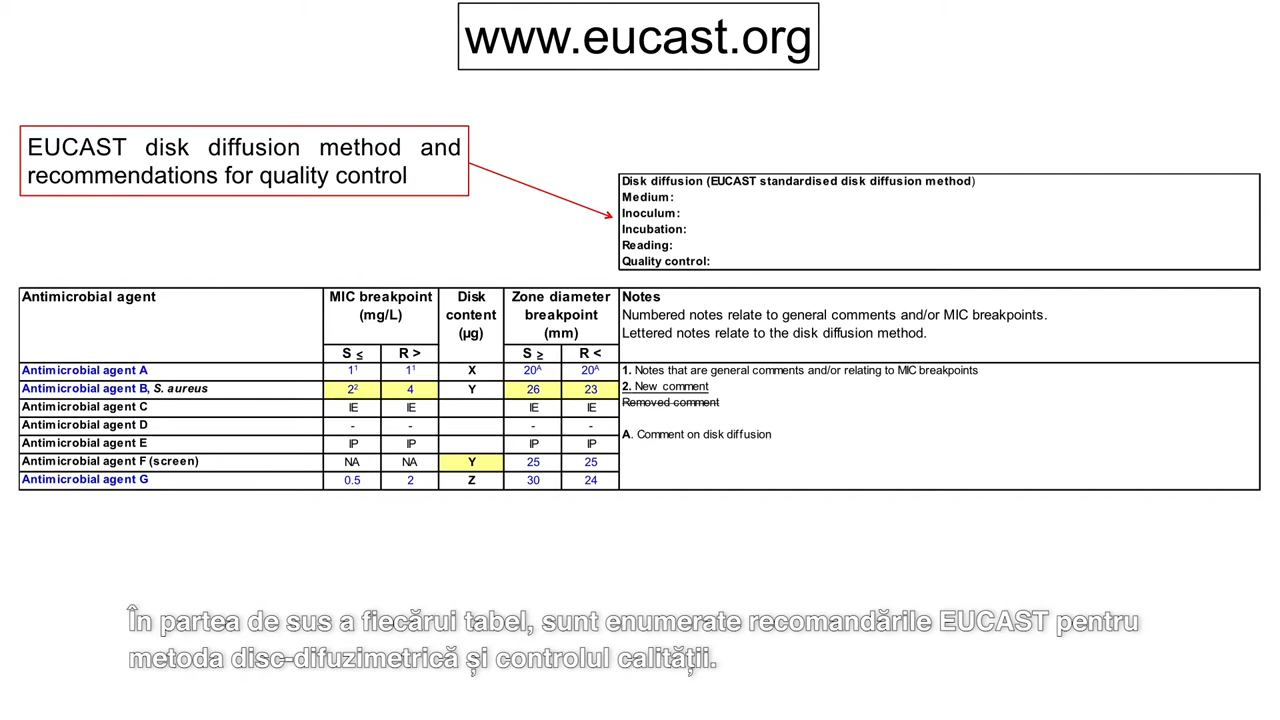 www.eucast.org
EUCAST disk diffusion method and
recommendations for quality control
Disk diffusion (EUCAST standardised disk diffusion method)
Medium:
Inoculum:
Incubation:
Reading:
Quality control:
Antimicrobial agent MIC breakpoint (mg/L) Disk content (µg) Zone diameter breakpoint (mm) Notes
Numbered notes relate to general comments and/or MIC breakpoints.
Lettered notes relate to the disk diffusion method.
S ≤ R > S ≥ R <
Antimicrobial agent A 1¹ 1¹ X 20ᴬ 20ᴬ 1. Notes that are general comments and/or relating to MIC breakpoints
Antimicrobial agent B, S. aureus 2² 4 Y 26 23 2. New comment
Removed comment
Antimicrobial agent C IE IE IE IE
Antimicrobial agent D - - - - A. Comment on disk diffusion
Antimicrobial agent E IP IP IP IP
Antimicrobial agent F (screen) NA NA Y 25 25
Antimicrobial agent G 0.5 2 Z 30 24
În partea de sus a fiecărui tabel, sunt enumerate recomandările EUCAST pentru
metoda disc-difuzimetrică și controlul calității.